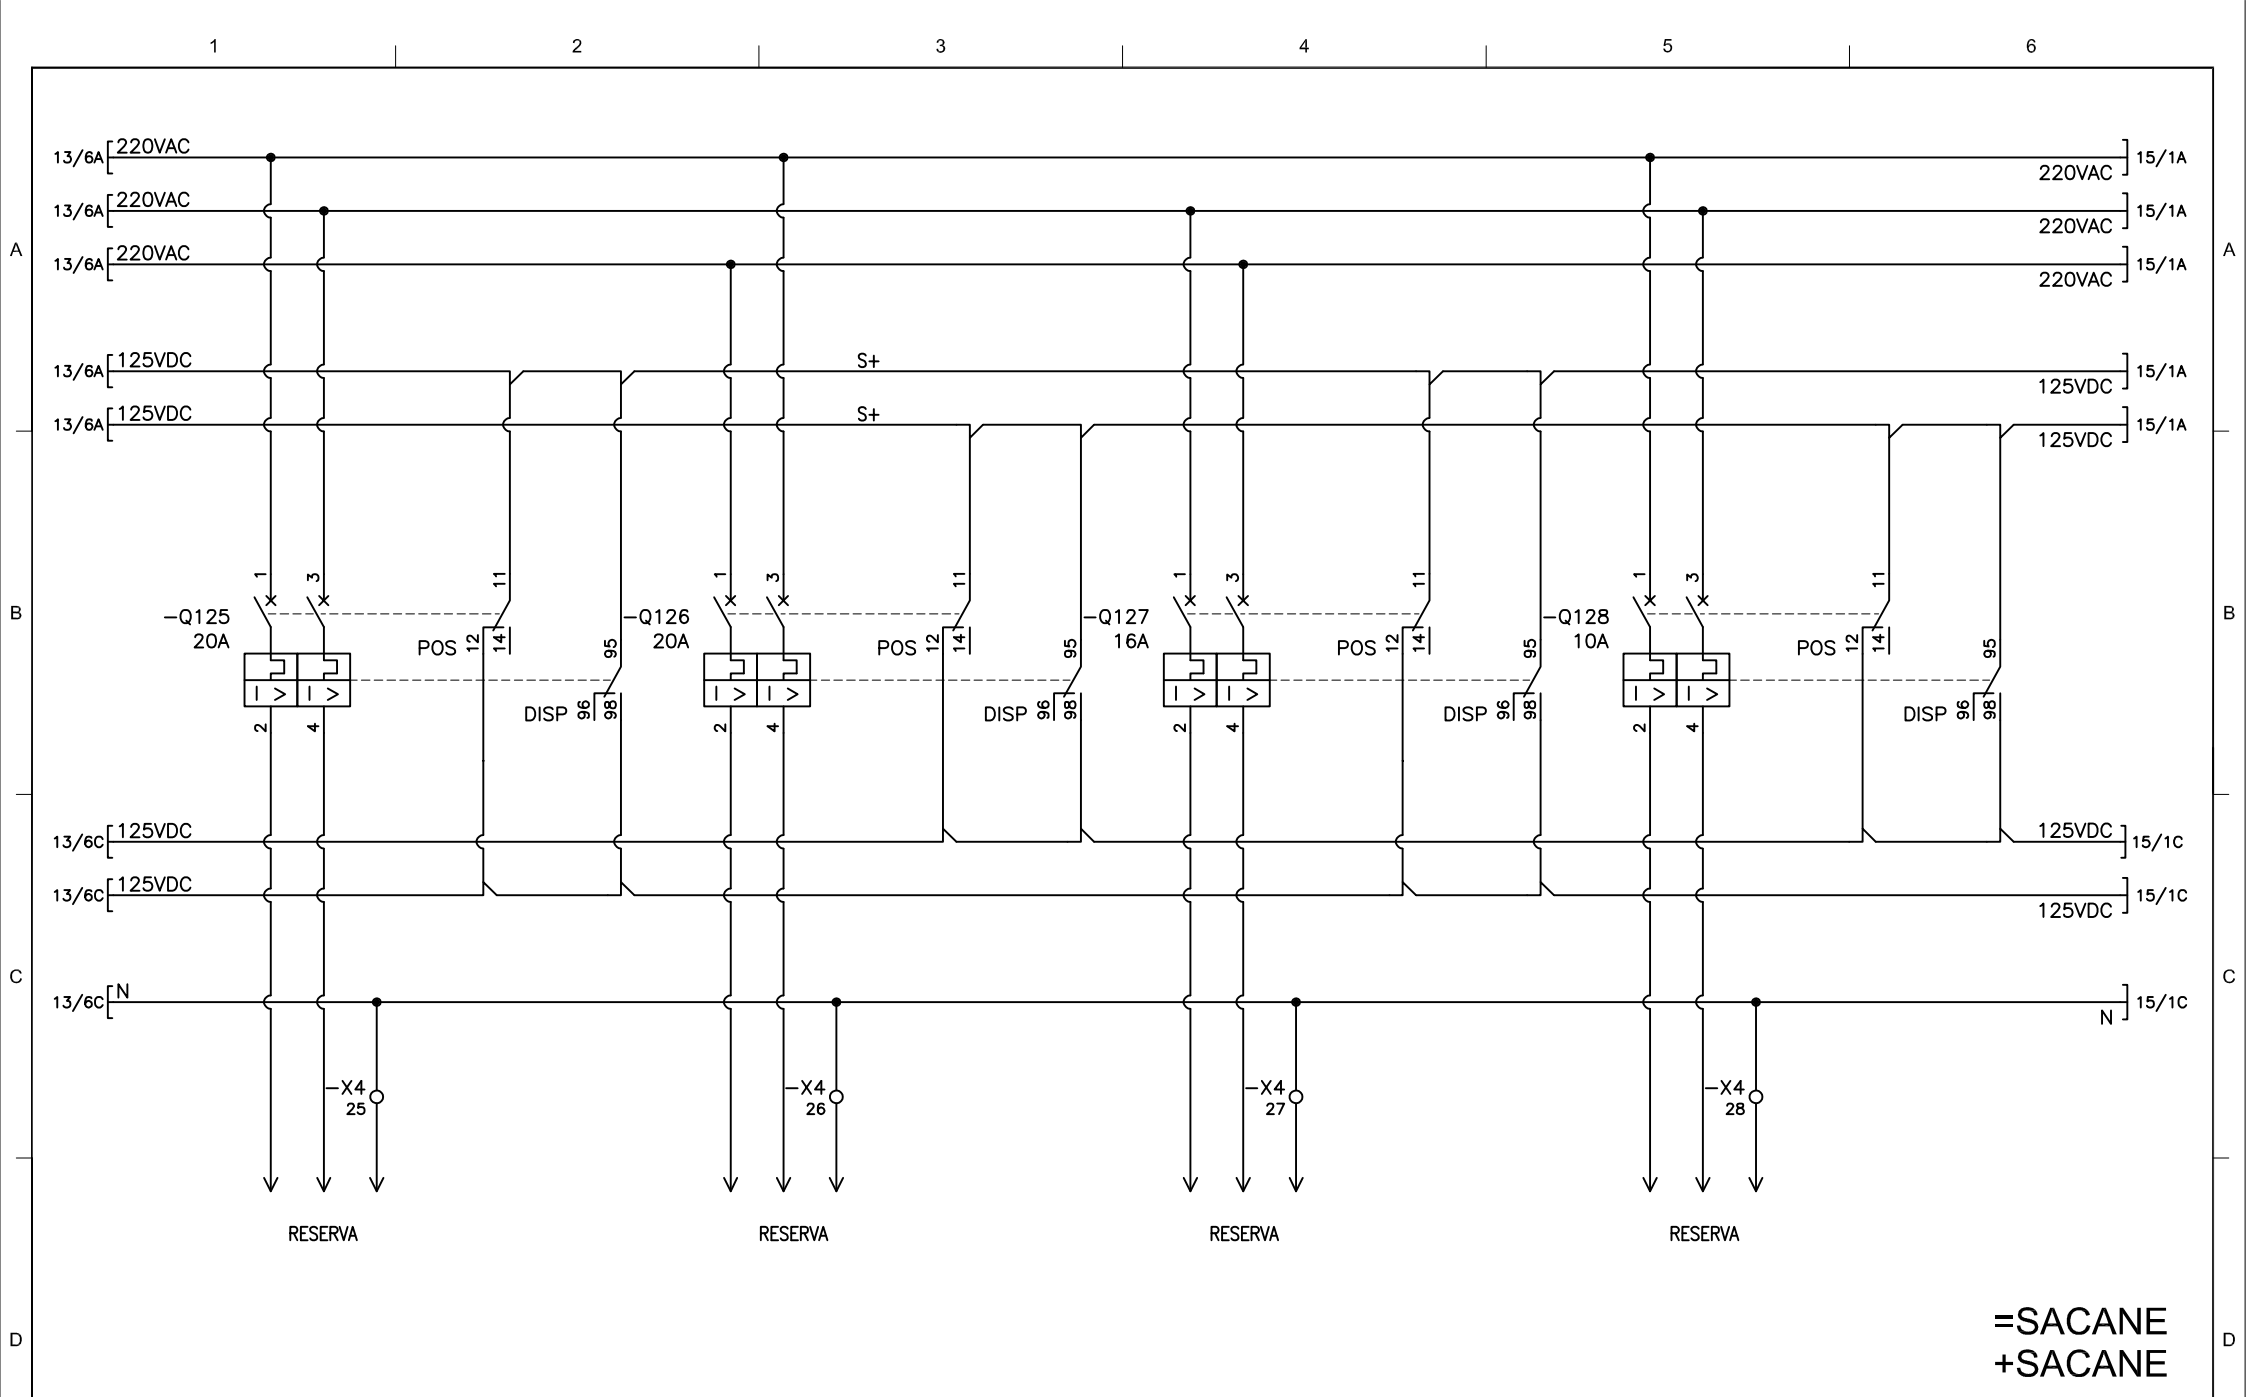 1 2 3 4 5 6
13/6A 220VAC 15/1A
220VAC
13/6A 220VAC 15/1A
220VAC
A A
13/6A 220VAC 15/1A
220VAC
13/6A 125VDC S+ 15/1A
125VDC
13/6A 125VDC S+ 15/1A
125VDC
1 3 11 1 3 11 1 3 11 1 3 11
B B
-Q125 -Q126 -Q127 -Q128
20A 20A 16A 10A
POS 12 14 95 POS 12 14 95 POS 12 14 95 POS 12 14 95
I > I > I > I > I > I > I > I >
DISP 96 98 DISP 96 98 DISP 96 98 DISP 96 98
2 4 2 4 2 4 2 4
13/6C 125VDC 125VDC 15/1C
13/6C 125VDC 15/1C
125VDC
C C
13/6C N 15/1C
N
-X4 -X4 -X4 -X4
25 26 27 28
RESERVA RESERVA RESERVA RESERVA
=SACANE
D D
+SACANE